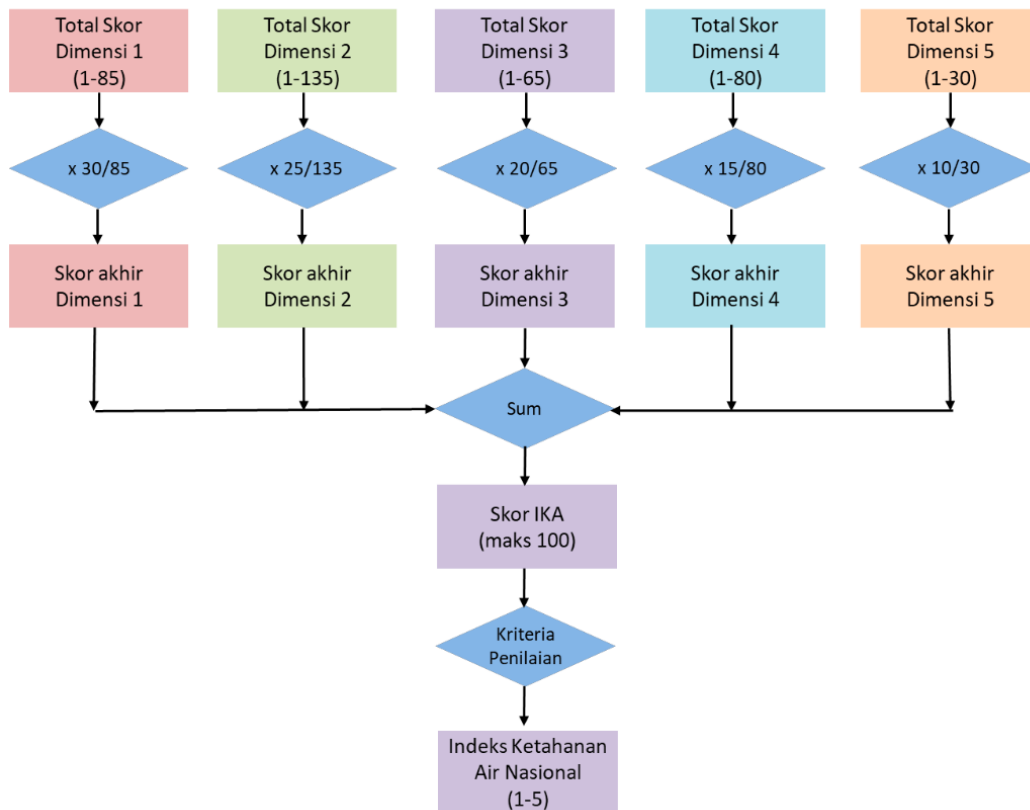 Total Skor
Dimensi 1
(1-85)
Total Skor
Dimensi 2
(1-135)
Total Skor
Dimensi 3
(1-65)
Total Skor
Dimensi 4
(1-80)
Total Skor
Dimensi 5
(1-30)
x 30/85
x 25/135
x 20/65
x 15/80
x 10/30
Skor akhir
Dimensi 1
Skor akhir
Dimensi 2
Skor akhir
Dimensi 3
Skor akhir
Dimensi 4
Skor akhir
Dimensi 5
Sum
Skor IKA
(maks 100)
Kriteria
Penilaian
Indeks Ketahanan
Air Nasional
(1-5)